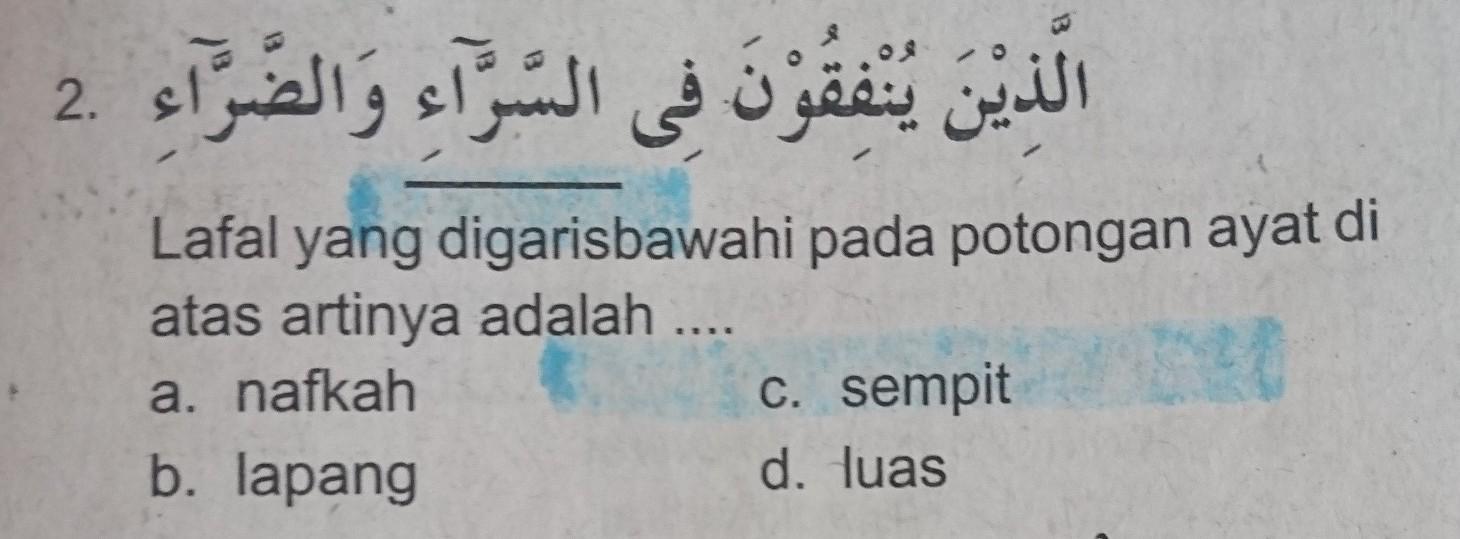 2. الَّذِيْنَ يُنْفِقُوْنَ فِى السَّرَّآءِ وَالضَّرَّآءِ
Lafal yang digarisbawahi pada potongan ayat di
atas artinya adalah ....
a. nafkah c. sempit
b. lapang d. luas